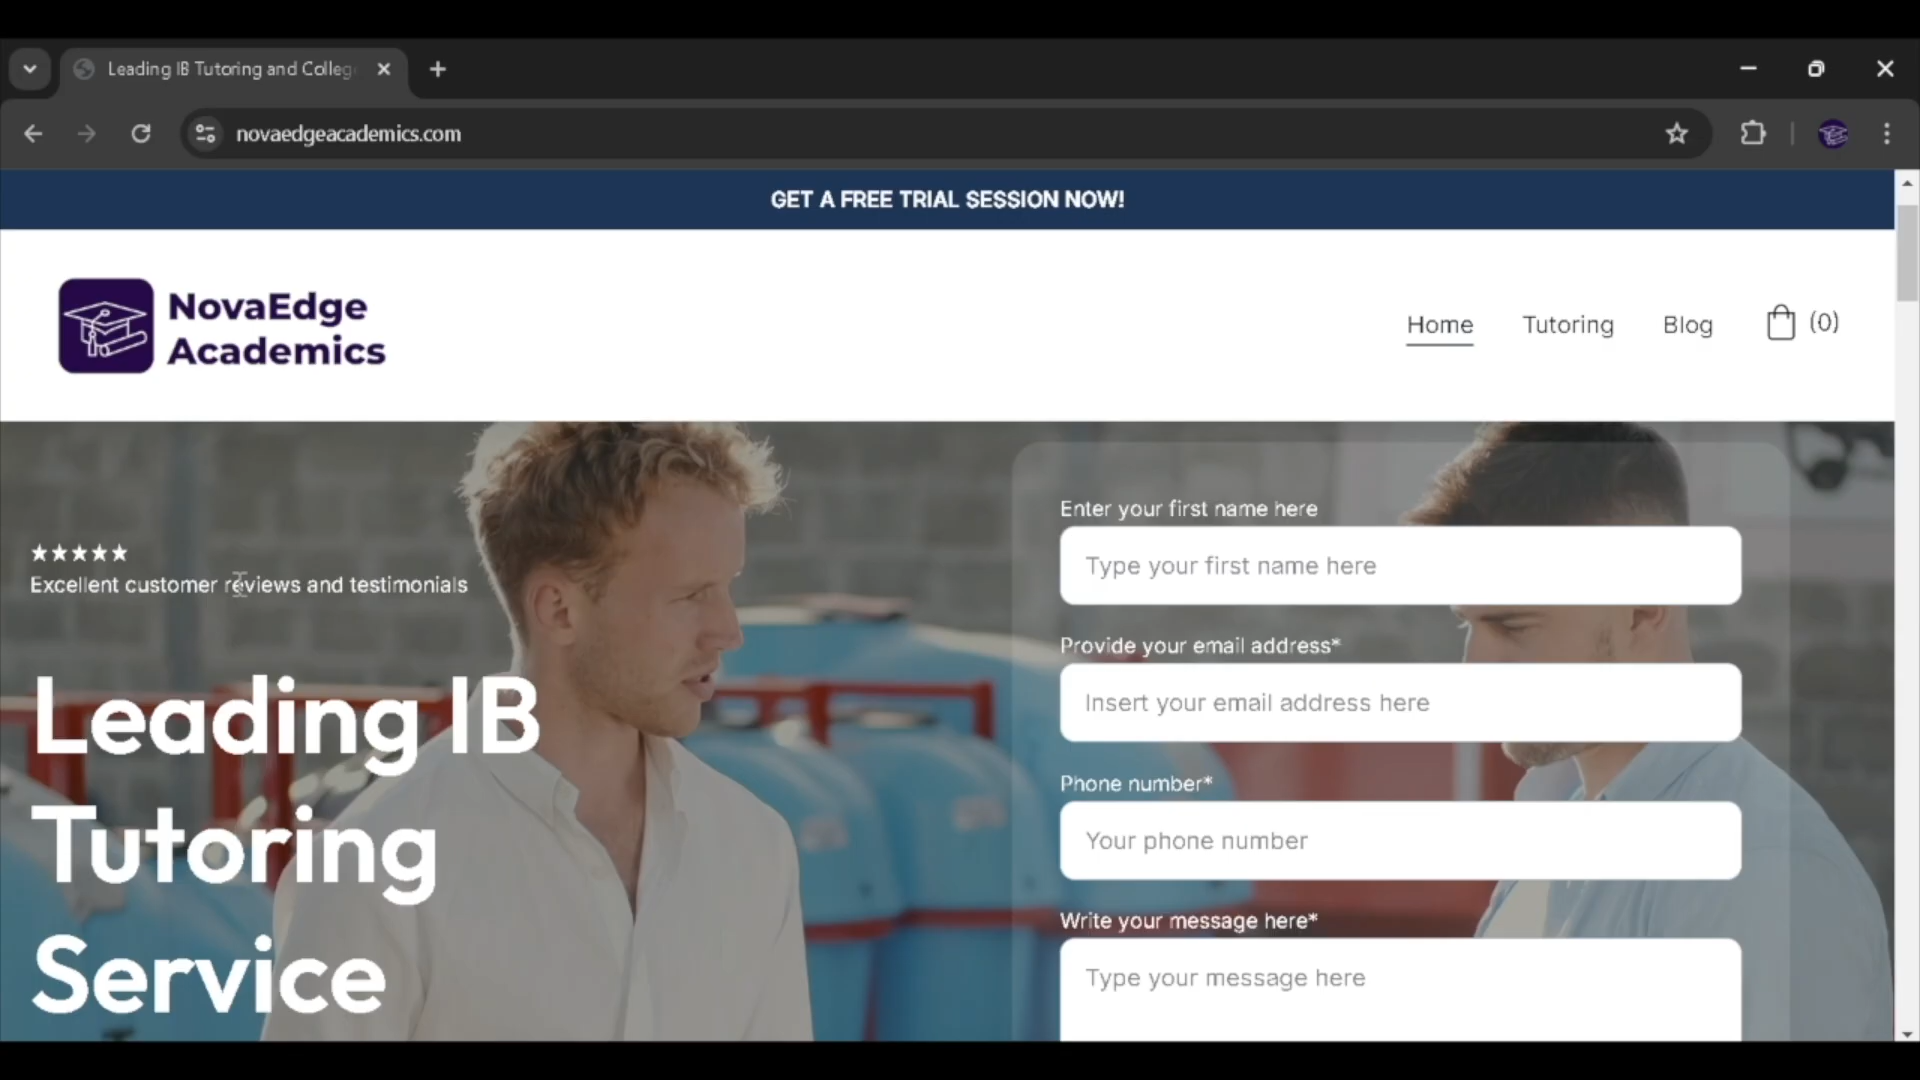 Leading IB Tutoring and Colleg
novaedgeacademics.com
GET A FREE TRIAL SESSION NOW!
NovaEdge
Academics
Home
Tutoring
Blog
(0)
★★★★★
Excellent customer reviews and testimonials
Leading IB
Tutoring
Service
Enter your first name here
Type your first name here
Provide your email address*
Insert your email address here
Phone number*
Your phone number
Write your message here*
Type your message here